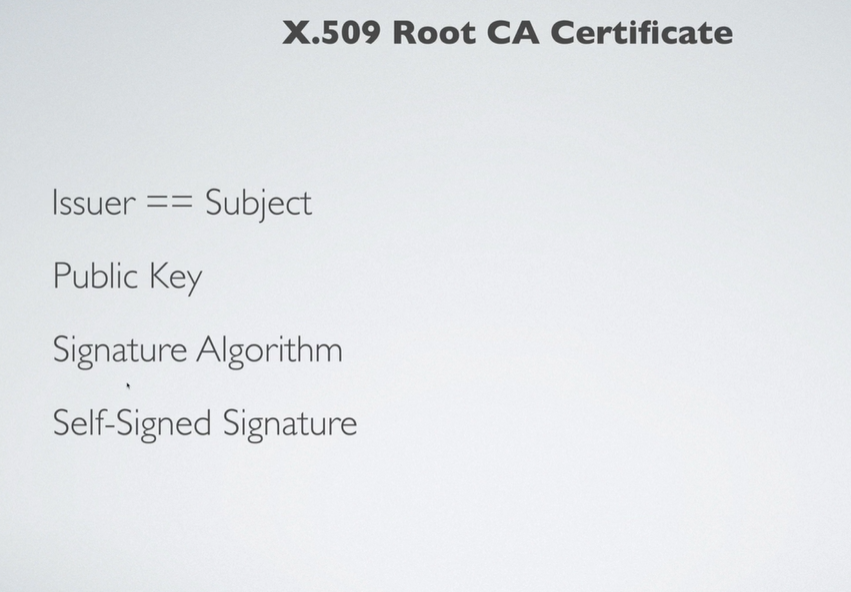 X.509 Root CA Certificate
Issuer == Subject
Public Key
Signature Algorithm
Self-Signed Signature